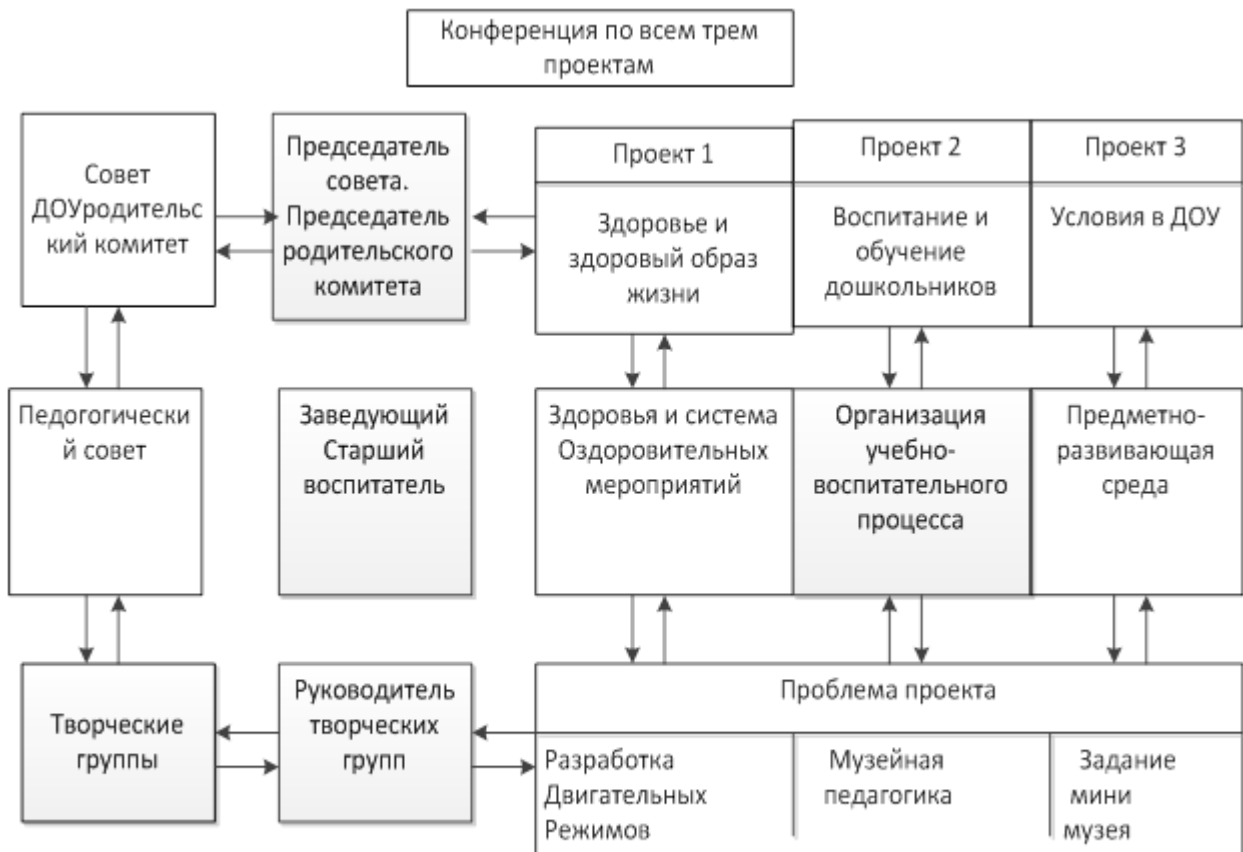 Конференция по всем трем
проектам
Совет
ДОУродительс
кий комитет
Председатель
совета.
Председатель
родительского
комитета
Проект 1
Здоровье и
здоровый образ
жизни
Проект 2
Воспитание и
обучение
дошкольников
Проект 3
Условия в ДОУ
Педогогически
й совет
Заведующий
Старший
воспитатель
Здоровья и система
Оздоровительных
мероприятий
Организация
учебно-
воспитательного
процесса
Предметно-
развивающая
среда
Творческие
группы
Руководитель
творческих
групп
Проблема проекта
Разработка
Двигательных
Режимов
Музейная
педагогика
Задание
мини
музея